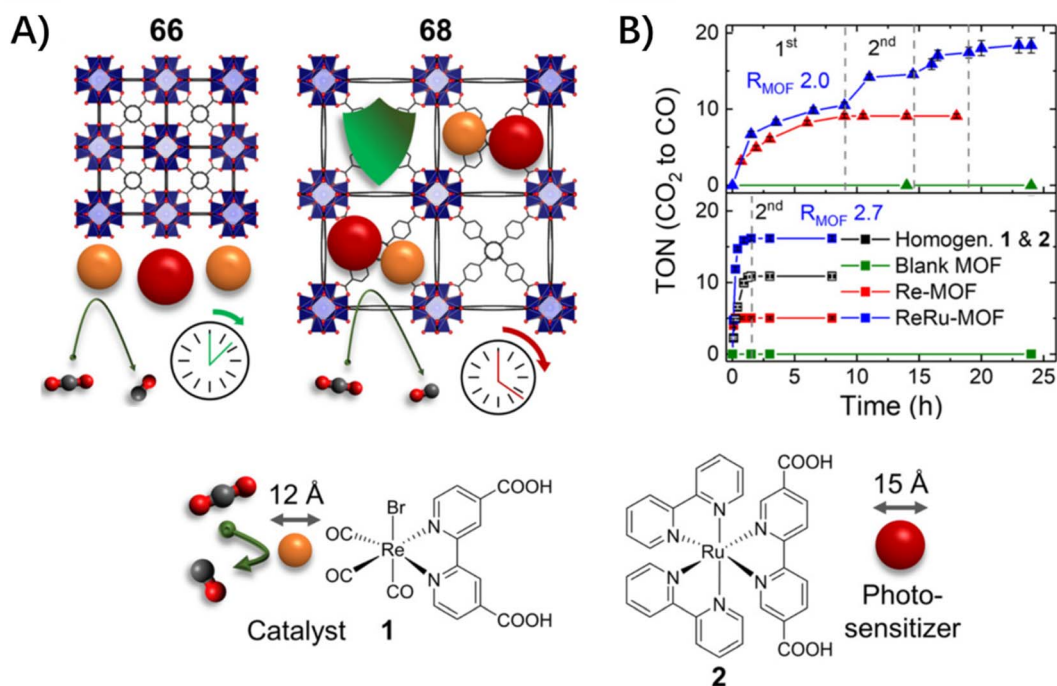 A)
66
68
B)
TON (CO₂ to CO)
20
10
0
20
10
0
1ˢᵗ
2ⁿᵈ
R_MOF 2.0
2ⁿᵈ
R_MOF 2.7
Homogen. 1 & 2
Blank MOF
Re-MOF
ReRu-MOF
0 5 10 15 20 25
Time (h)
12 Å
Br
COOH
N
OC
Re
OC
N
CO
COOH
Catalyst 1
COOH
N
N
N
Ru
N
N
N
COOH
2
15 Å
Photo-
sensitizer